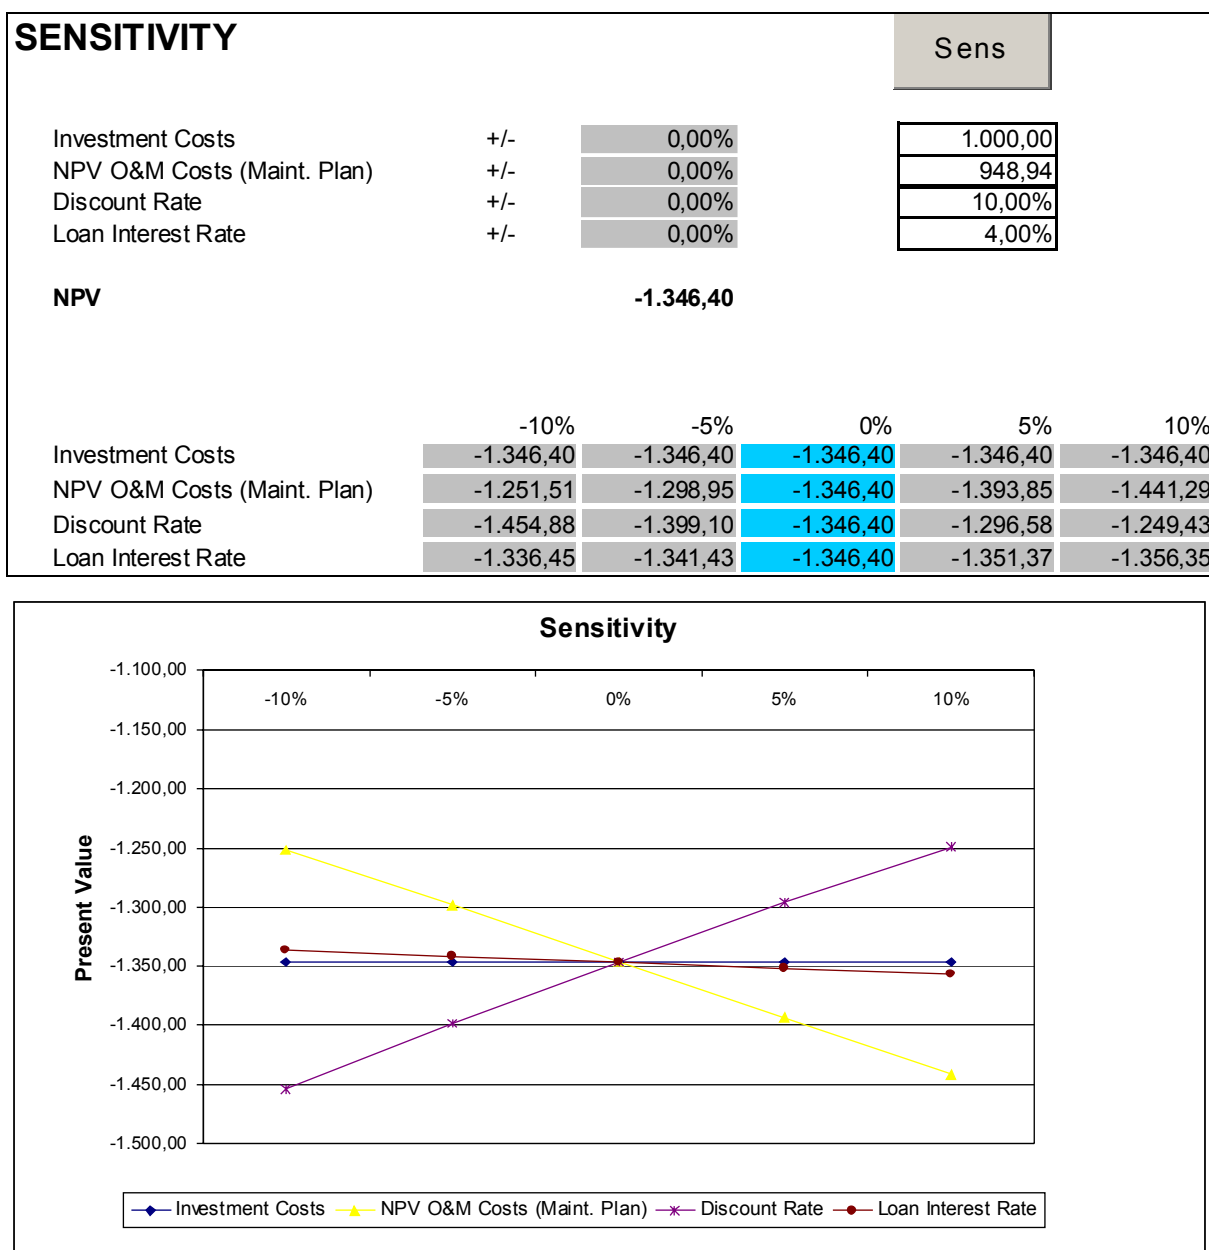 SENSITIVITY
Sens
Investment Costs +/- 0,00% 1.000,00
NPV O&M Costs (Maint. Plan) +/- 0,00% 948,94
Discount Rate +/- 0,00% 10,00%
Loan Interest Rate +/- 0,00% 4,00%
NPV -1.346,40
-10% -5% 0% 5% 10%
Investment Costs -1.346,40 -1.346,40 -1.346,40 -1.346,40 -1.346,40
NPV O&M Costs (Maint. Plan) -1.251,51 -1.298,95 -1.346,40 -1.393,85 -1.441,29
Discount Rate -1.454,88 -1.399,10 -1.346,40 -1.296,58 -1.249,43
Loan Interest Rate -1.336,45 -1.341,43 -1.346,40 -1.351,37 -1.356,35
Sensitivity
-1.100,00
-10% -5% 0% 5% 10%
-1.150,00
-1.200,00
-1.250,00
-1.300,00
-1.350,00
-1.400,00
-1.450,00
-1.500,00
Present Value
Investment Costs NPV O&M Costs (Maint. Plan) Discount Rate Loan Interest Rate